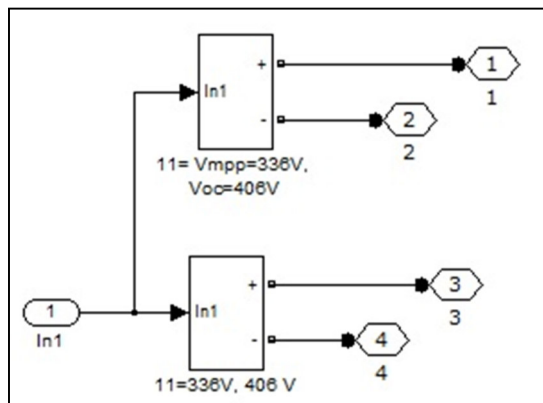 +
1
In1
1
-
2
2
11= Vmpp=336V,
Voc=406V
+
3
1
In1
3
In1
-
4
11=336V, 406 V
4